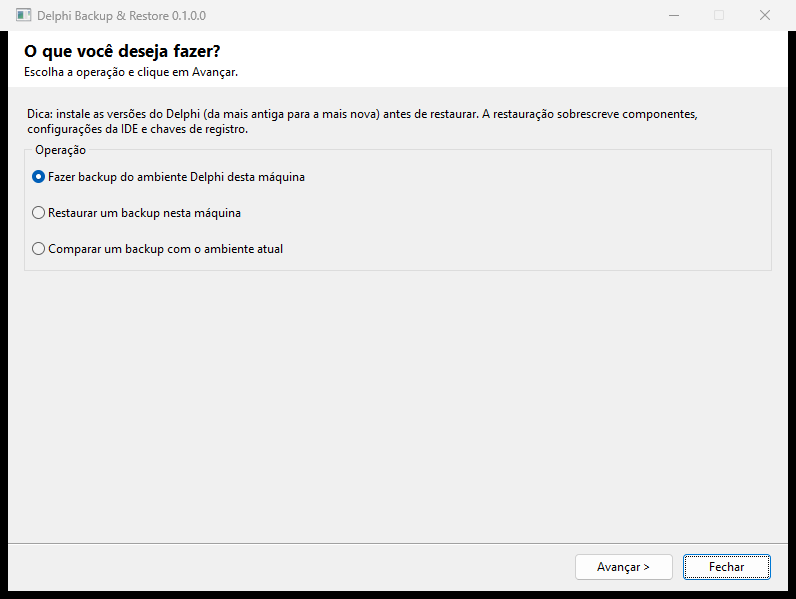 Delphi Backup & Restore 0.1.0.0
O que você deseja fazer?
Escolha a operação e clique em Avançar.
Dica: instale as versões do Delphi (da mais antiga para a mais nova) antes de restaurar. A restauração sobrescreve componentes,
configurações da IDE e chaves de registro.
Operação
Fazer backup do ambiente Delphi desta máquina
Restaurar um backup nesta máquina
Comparar um backup com o ambiente atual
Avançar >
Fechar